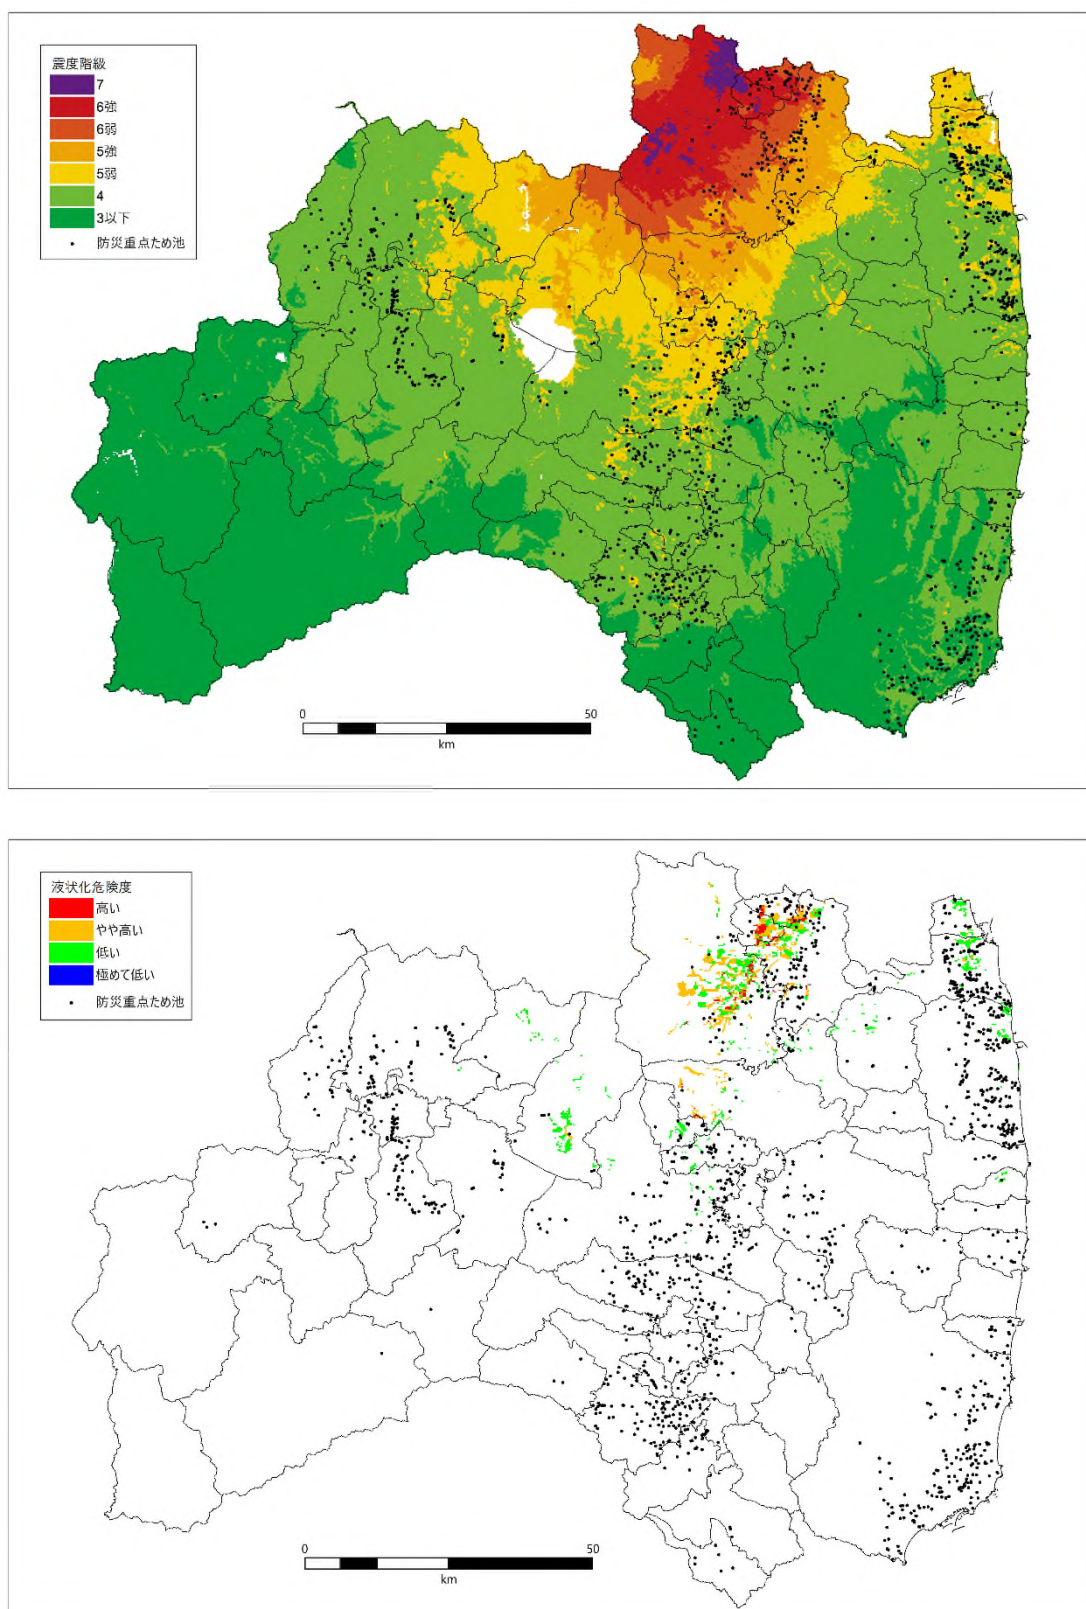 震度階級
7
6強
6弱
5強
5弱
4
3以下
防災重点ため池
0 50
km
液状化危険度
高い
やや高い
低い
極めて低い
防災重点ため池
0 50
km